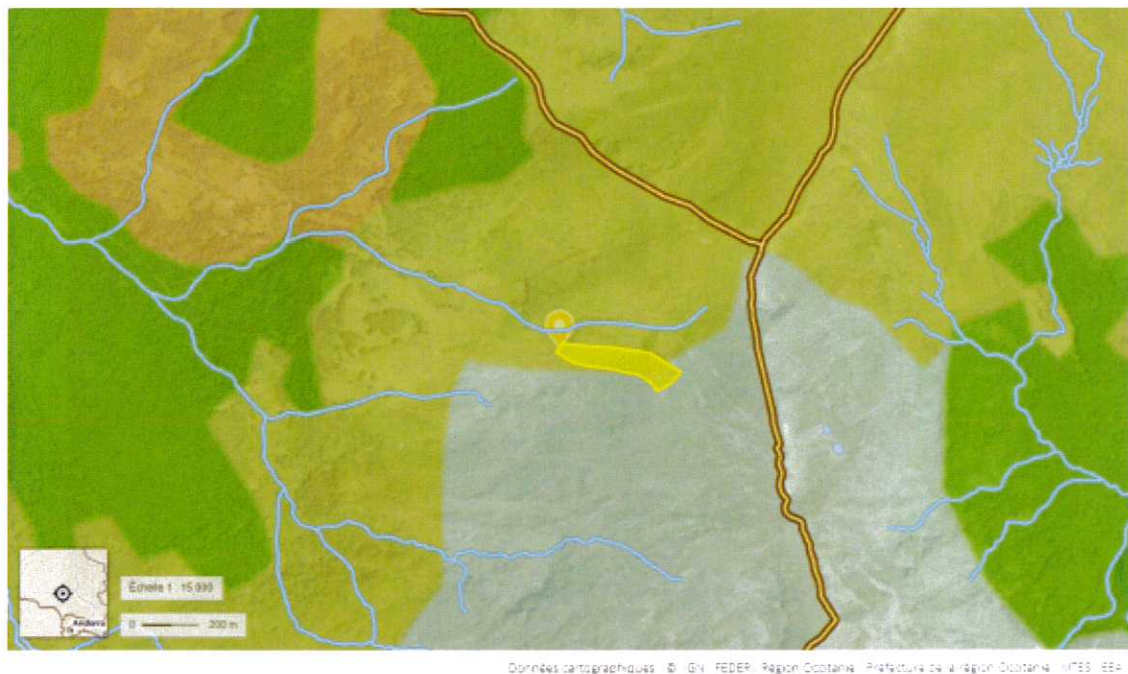 Échelle 1 : 15 000
0 200 m
Andorra
Données cartographiques : © IGN, FEDER, Région Occitanie, Préfecture de la région Occitanie, MTES, EEA